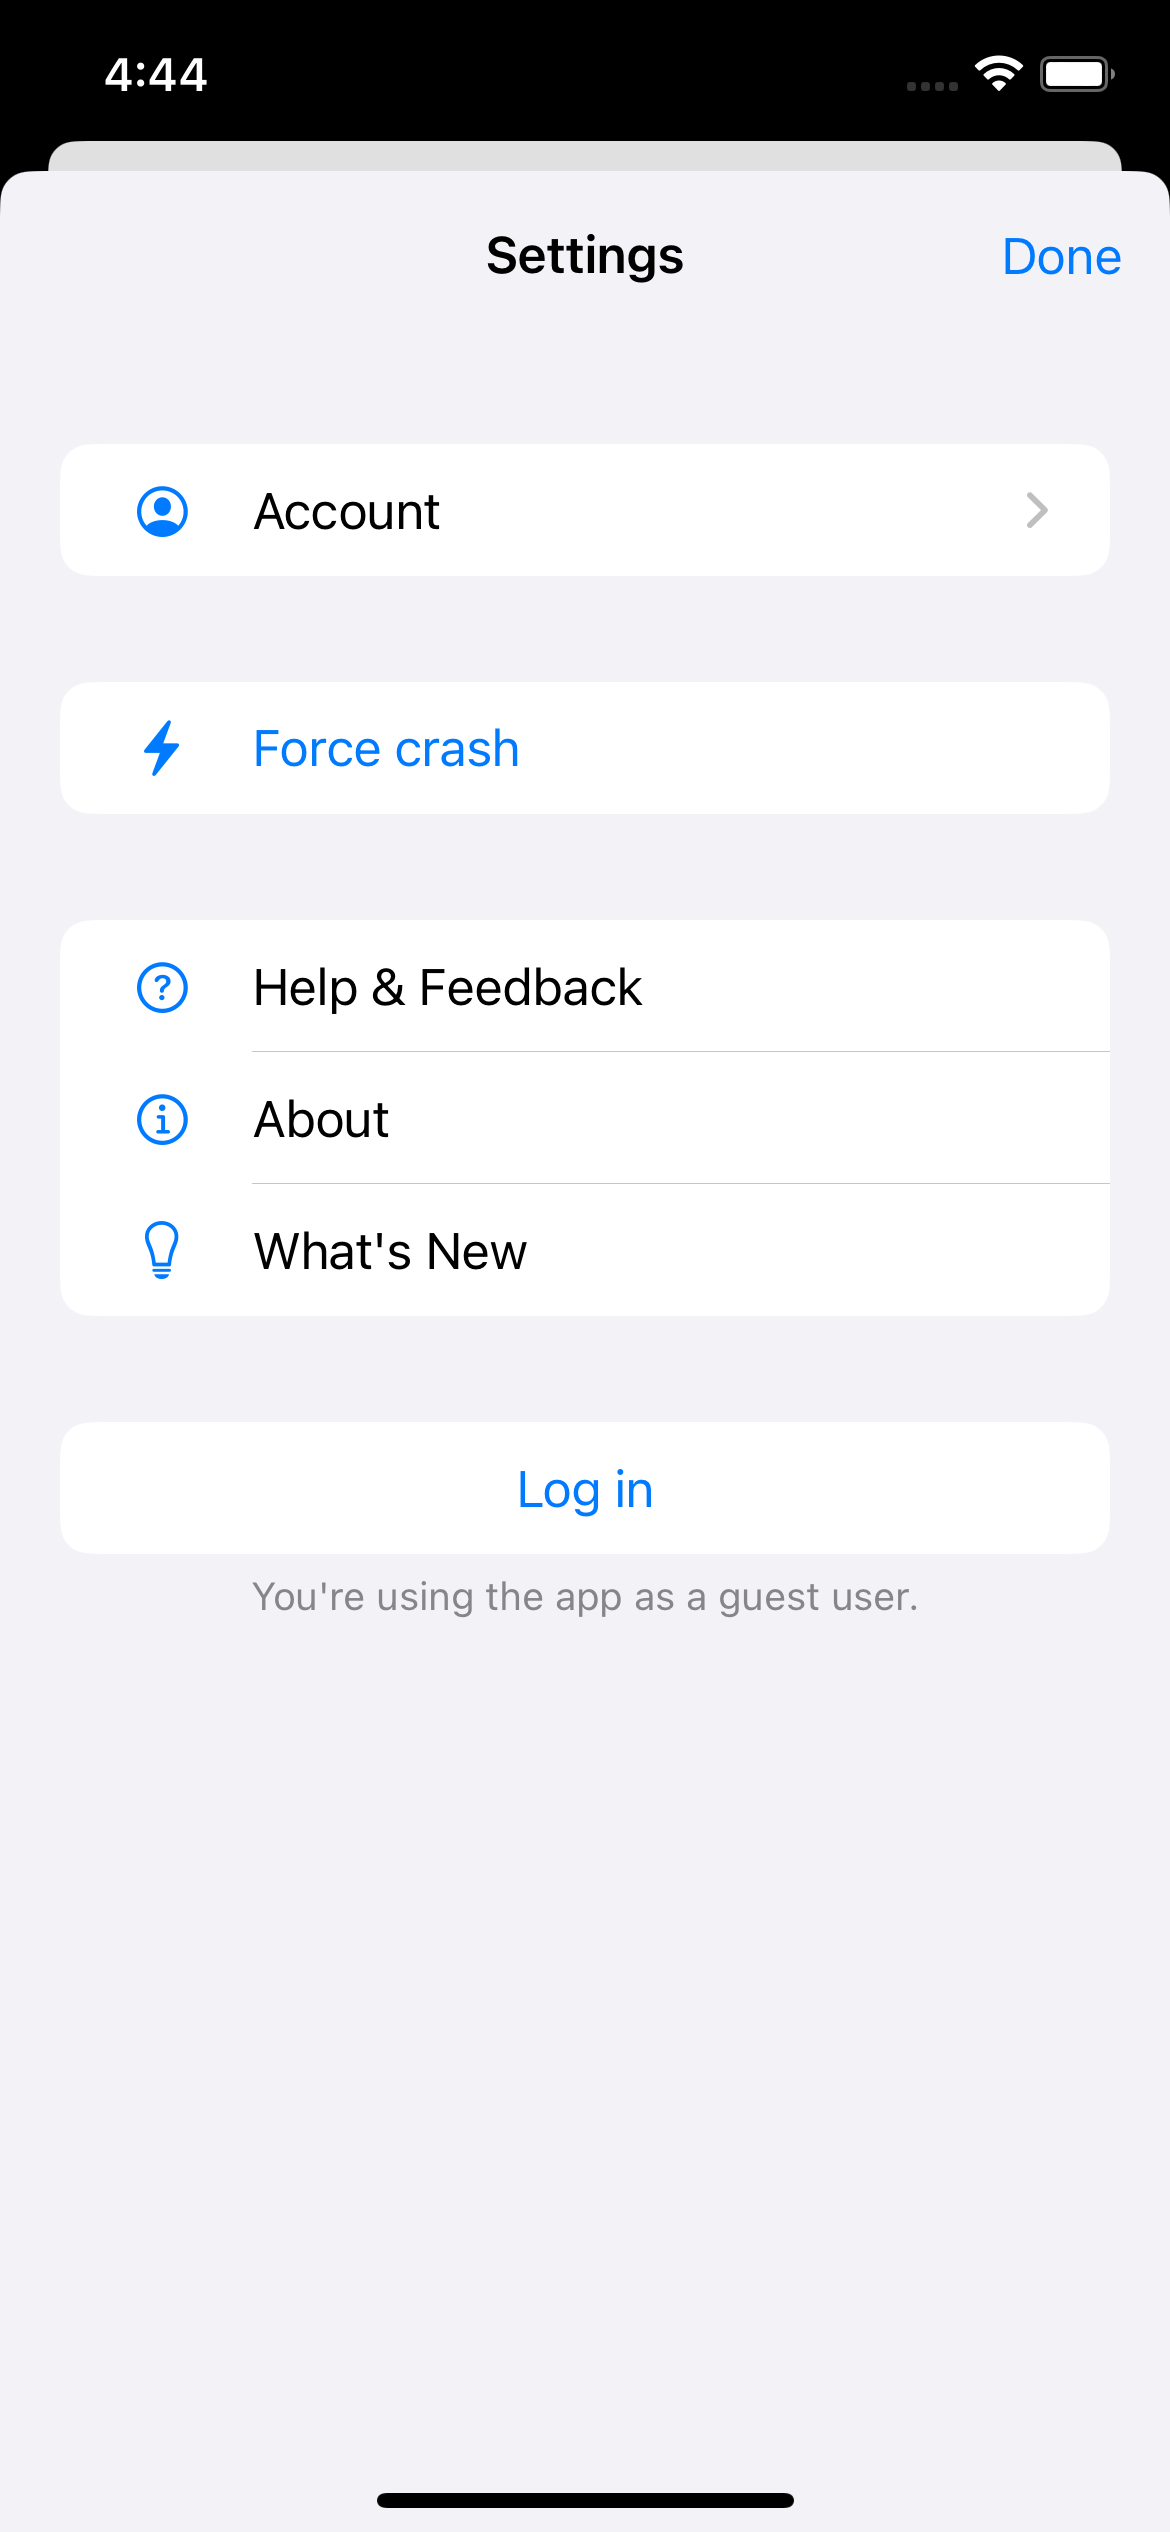 4:44
Settings
Done
Account
Force crash
Help & Feedback
About
What's New
Log in
You're using the app as a guest user.